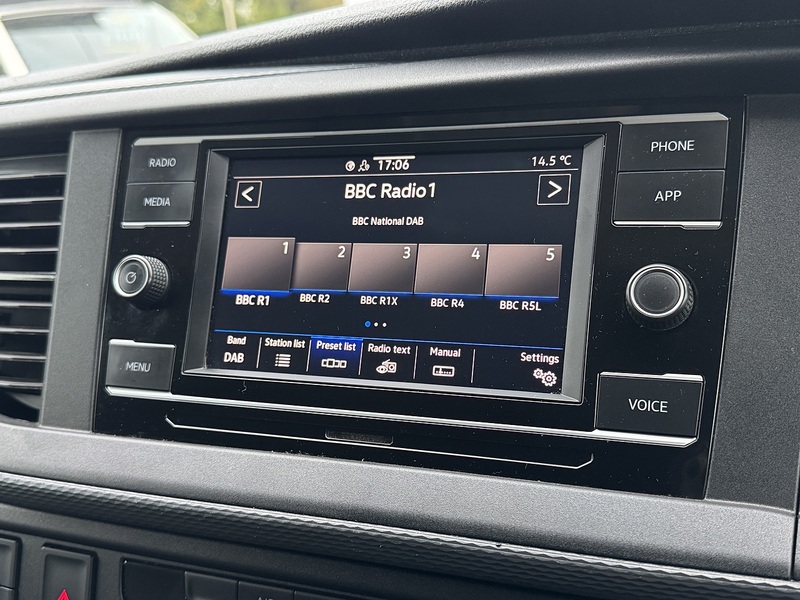 RADIO
MEDIA
MENU
17:06
14.5 °C
<
BBC Radio 1
>
BBC National DAB
1 2 3 4 5
BBC R1 BBC R2 BBC R1X BBC R4 BBC R5L
Band Station list Preset list Radio text Manual Settings
DAB
PHONE
APP
VOICE